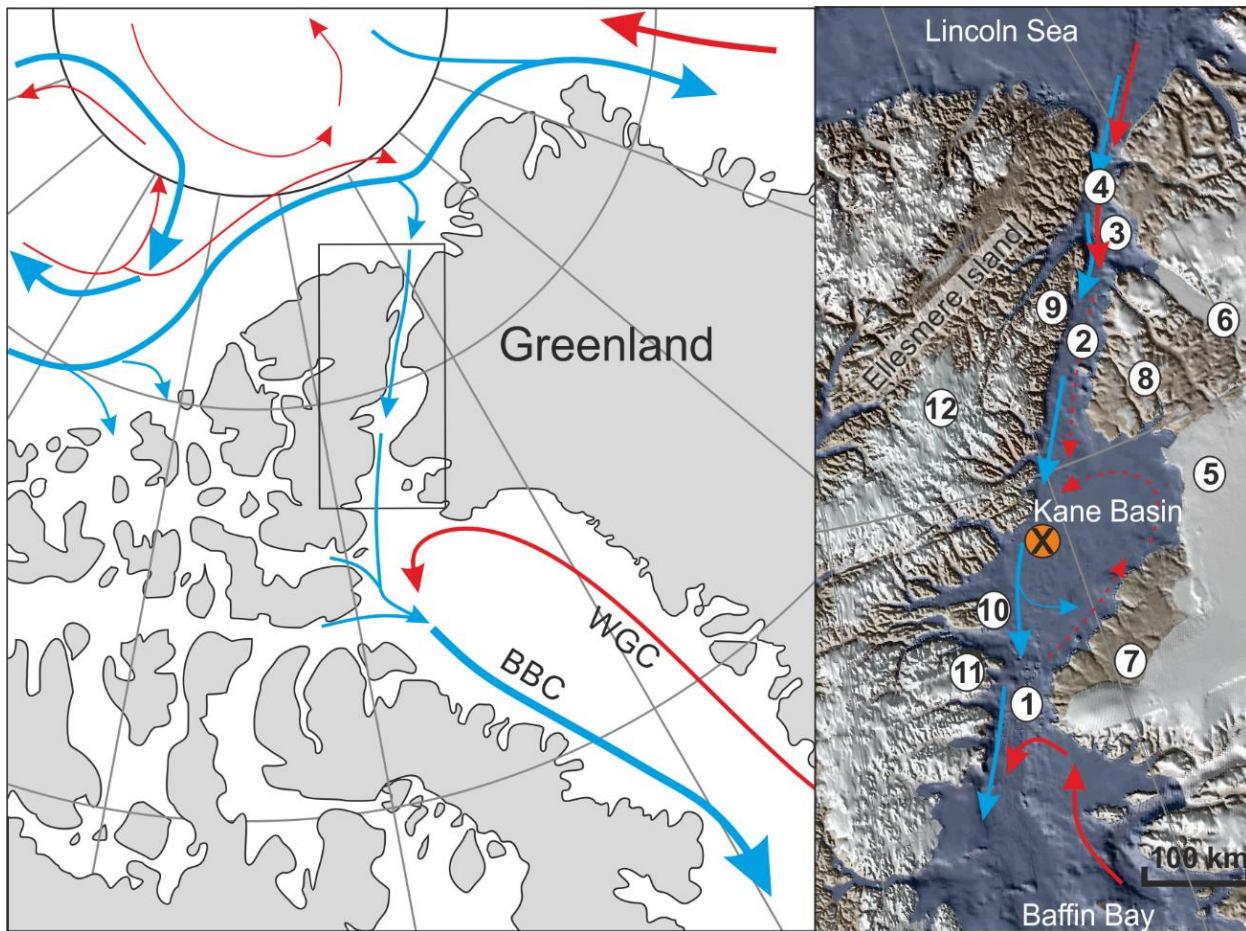 Greenland
WGC
BBC
Lincoln Sea
4
3
Ellesmere Island
9
2
6
8
12
5
Kane Basin
X
10
7
11
1
100 km
Baffin Bay